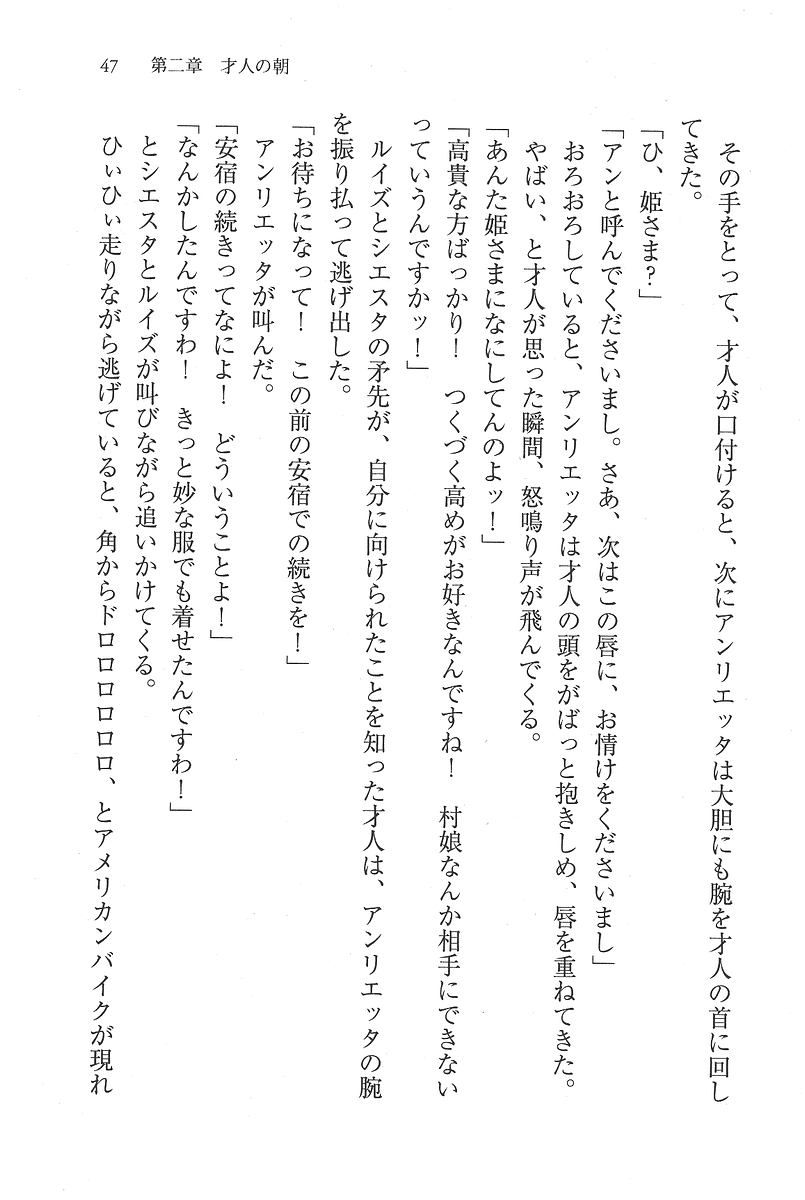 47　第二章　才人の朝
　その手をとって、才人が口付けると、次にアンリエッタは大胆にも腕を才人の首に回し
てきた。
「ひ、姫さま？」
「アンと呼んでくださいまし。さあ、次はこの唇に、お情けをくださいまし」
　おろおろしていると、アンリエッタは才人の頭をがばっと抱きしめ、唇を重ねてきた。
　やばい、と才人が思った瞬間、怒鳴り声が飛んでくる。
「あんた姫さまになにしてんのよッ！」
「高貴な方ばっかり！　つくづく高めがお好きなんですね！　村娘なんか相手にできない
っていうんですかッ！」
　ルイズとシエスタの矛先が、自分に向けられたことを知った才人は、アンリエッタの腕
を振り払って逃げ出した。
「お待ちになって！　この前の安宿での続きを！」
　アンリエッタが叫んだ。
「安宿の続きってなによ！　どういうことよ！」
「なんかしたんですわ！　きっと妙な服でも着せたんですわ！」
　とシエスタとルイズが叫びながら追いかけてくる。
　ひぃひぃ走りながら逃げていると、角からドロロロロロロ、とアメリカンバイクが現れ